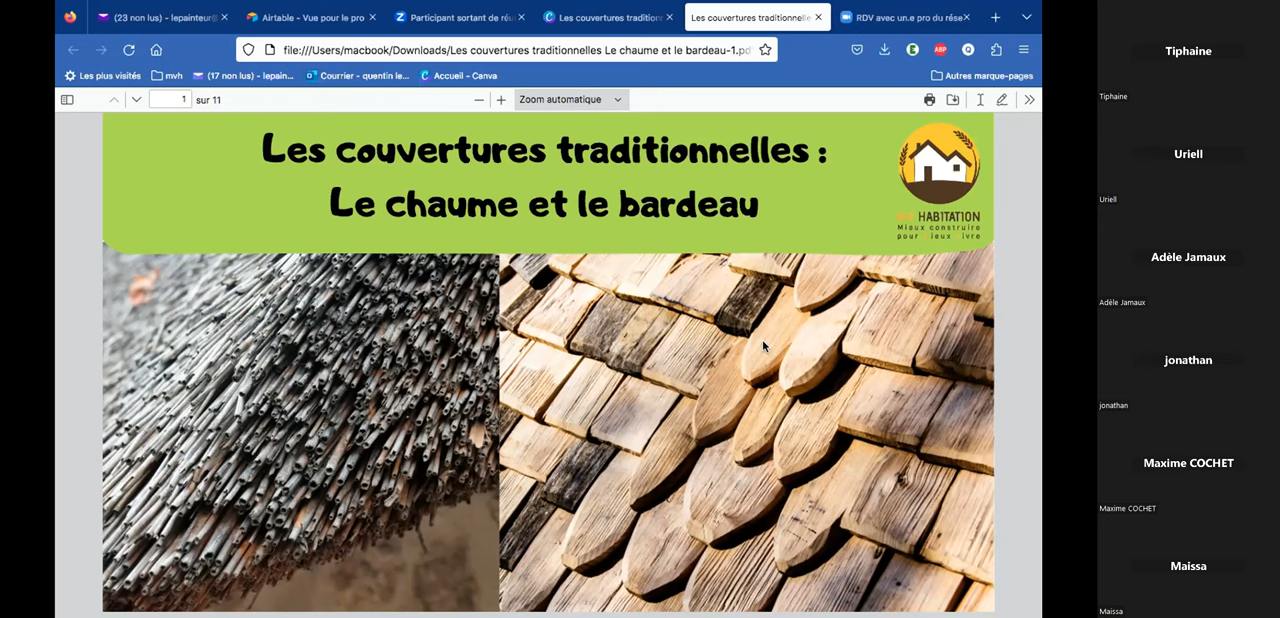 (23 non lus) - lepainteur@
Airtable - Vue pour le pro
Participant sortant de réu
Les couvertures tradition
Les couvertures traditionnelle
RDV avec un.e pro du rése
file:///Users/macbook/Downloads/Les couvertures traditionnelles Le chaume et le bardeau-1.pd
Les plus visités
mvh
(17 non lus) - lepain...
Courrier - quentin le...
Accueil - Canva
Autres marque-pages
1 sur 11
Zoom automatique
Les couvertures traditionnelles :
Le chaume et le bardeau
HABITATION
Mieux construire
pour ieux ivre
Tiphaine
Tiphaine
Uriell
Uriell
Adèle Jamaux
Adèle Jamaux
jonathan
jonathan
Maxime COCHET
Maxime COCHET
Maissa
Maissa